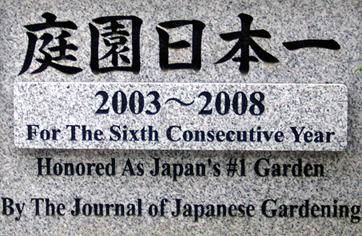 庭園日本一
2003～2008
For The Sixth Consecutive Year
Honored As Japan's #1 Garden
By The Journal of Japanese Gardening